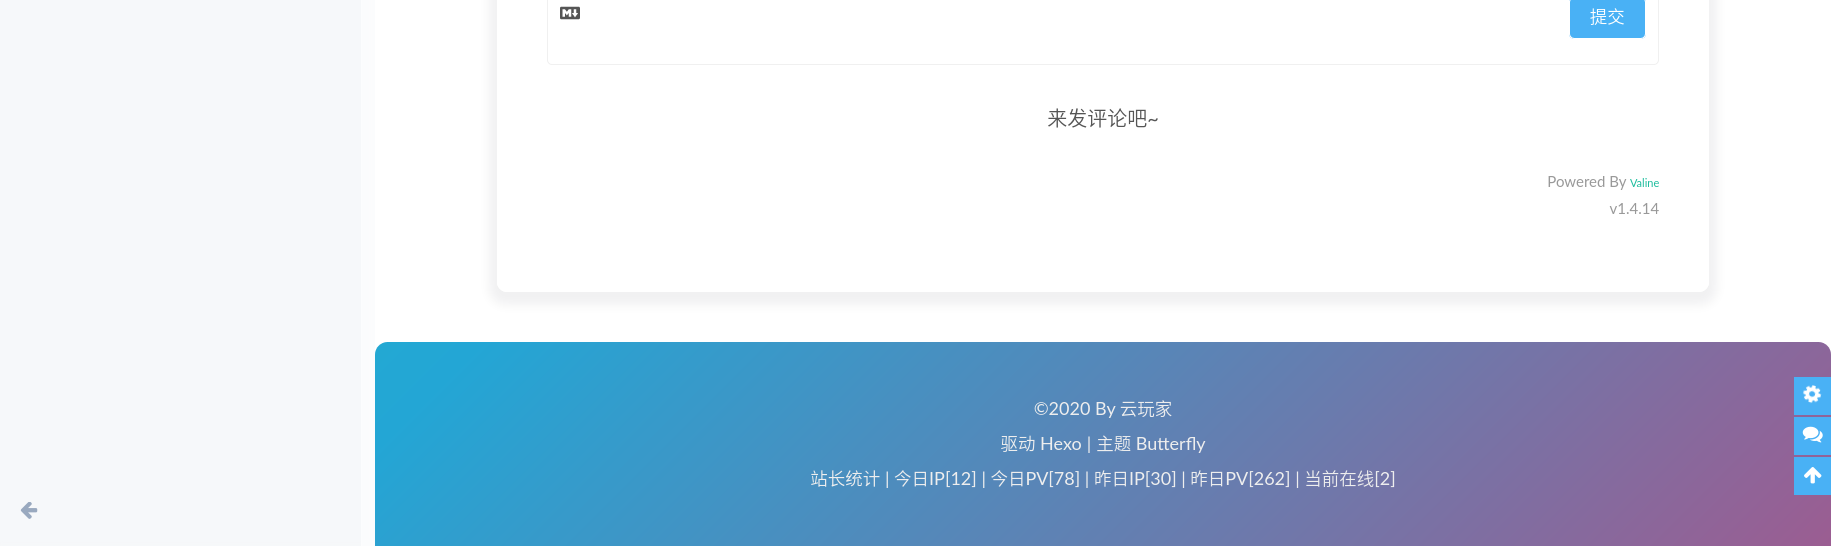 M↓
提交
来发评论吧~
Powered By Valine
v1.4.14
©2020 By 云玩家
驱动 Hexo | 主题 Butterfly
站长统计 | 今日IP[12] | 今日PV[78] | 昨日IP[30] | 昨日PV[262] | 当前在线[2]